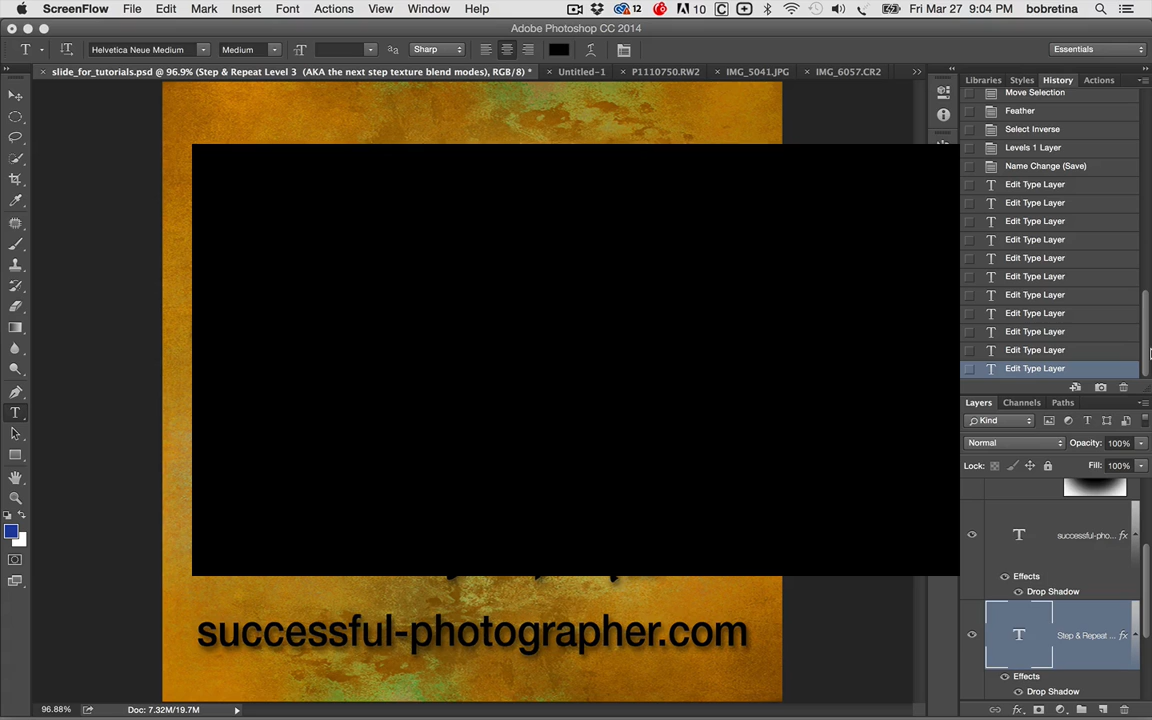 ScreenFlow File Edit Mark Insert Font Actions View Window Help 12 10 Fri Mar 27 9:04 PM bobretina
Adobe Photoshop CC 2014
T Helvetica Neue Medium Medium Sharp Essentials
slide_for_tutorials.psd @ 96.9% (Step & Repeat Level 3 (AKA the next step texture blend modes), RGB/8) * Untitled-1 P1110750.RW2 IMG_5041.JPG IMG_6057.CR2
Libraries Styles History Actions
Move Selection
Feather
Select Inverse
Levels 1 Layer
Name Change (Save)
Edit Type Layer
Edit Type Layer
Edit Type Layer
Edit Type Layer
Edit Type Layer
Edit Type Layer
Edit Type Layer
Edit Type Layer
Edit Type Layer
Edit Type Layer
Edit Type Layer
Layers Channels Paths
Kind
Normal Opacity: 100%
Lock: Fill: 100%
successful-pho... fx
Effects
Drop Shadow
Step & Repeat ... fx
Effects
Drop Shadow
successful-photographer.com
96.88% Doc: 7.32M/19.7M